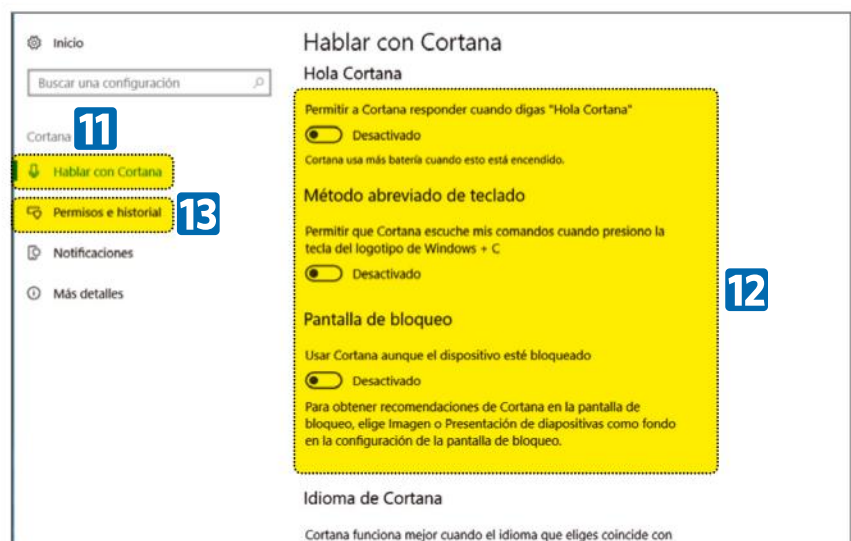 Inicio
Buscar una configuración
Cortana
11
Hablar con Cortana
Permisos e historial
13
Notificaciones
Más detalles
Hablar con Cortana
Hola Cortana
Permitir a Cortana responder cuando digas "Hola Cortana"
Desactivado
Cortana usa más batería cuando esto está encendido.
Método abreviado de teclado
Permitir que Cortana escuche mis comandos cuando presiono la
tecla del logotipo de Windows + C
Desactivado
12
Pantalla de bloqueo
Usar Cortana aunque el dispositivo esté bloqueado
Desactivado
Para obtener recomendaciones de Cortana en la pantalla de
bloqueo, elige Imagen o Presentación de diapositivas como fondo
en la configuración de la pantalla de bloqueo.
Idioma de Cortana
Cortana funciona mejor cuando el idioma que eliges coincide con